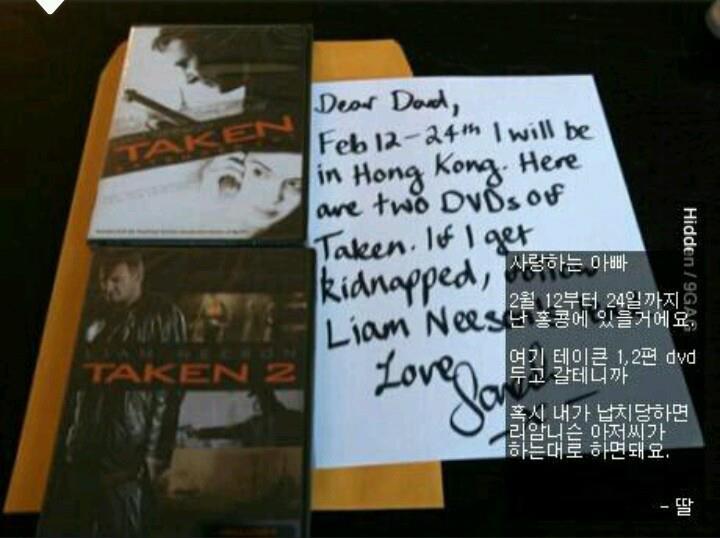 TAKEN
LIAM NEESON
TAKEN 2
Dear Dad,
Feb 12-24th I will be
in Hong Kong. Here
are two DVDs of
Taken. If I get
kidnapped,
Liam Neeson
Love
사랑하는 아빠
2월 12부터 24일까지
난 홍콩에 있을거에요.
여기 테이큰 1,2편 dvd
두고 갈테니까
혹시 내가 납치당하면
리암니슨 아저씨가
하는대로 하면돼요.
- 딸
Hidden / 9GAG